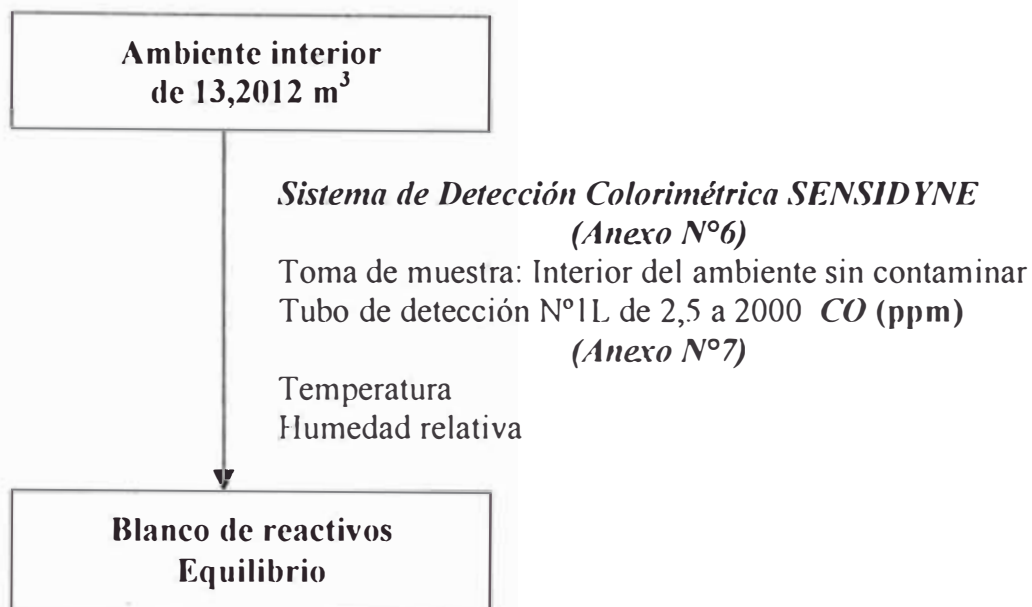 Ambiente interior
de 13,2012 m³
Sistema de Detección Colorimétrica SENSIDYNE
(Anexo N°6)
Toma de muestra: Interior del ambiente sin contaminar
Tubo de detección Nº1L de 2,5 a 2000 CO (ppm)
(Anexo N°7)
Temperatura
Humedad relativa
Blanco de reactivos
Equilibrio